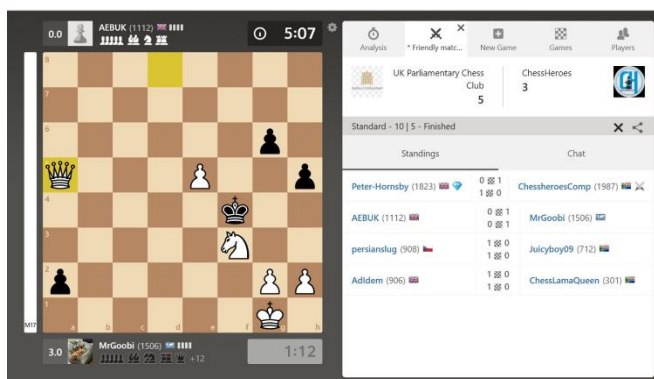 0.0
AEBUK (1112)
5:07
8
7
6
5
4
3
2
1
a b c d e f g h
M17
3.0
MrGoobi (1506)
+12
1:12
Analysis
* Friendly matc...
New Game
Games
Players
UK Parliamentary Chess Club
5
ChessHeroes
3
Standard - 10 | 5 - Finished
Standings
Chat
Peter-Hornsby (1823)
0 1
1 0
ChessheroesComp (1987)
AEBUK (1112)
0 1
0 1
MrGoobi (1506)
persianslug (908)
1 0
1 0
Juicyboy09 (712)
AdIdem (906)
1 0
1 0
ChessLamaQueen (301)